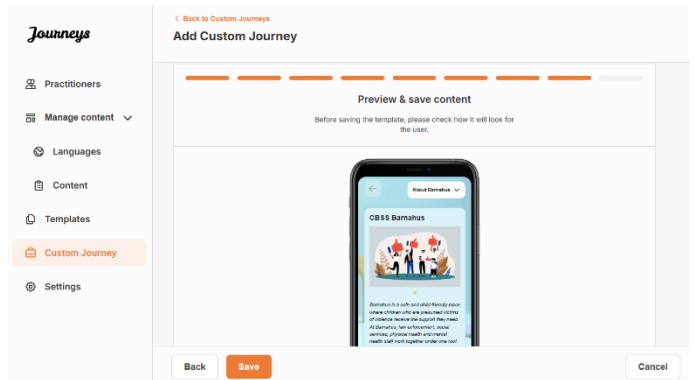 Journeys
Back to Custom Journeys
Add Custom Journey
Practitioners
Manage content
Languages
Content
Templates
Custom Journey
Settings
Preview & save content
Before saving the template, please check how it will look for
the user.
About Barnahus
CBSS Barnahus
Barnahus is a safe and child-friendly place
where children who are presumed victims
of violence receive the support they need.
At Barnahus, law enforcement, social
services, physical health and mental
health staff work together under one roof.
Back
Save
Cancel